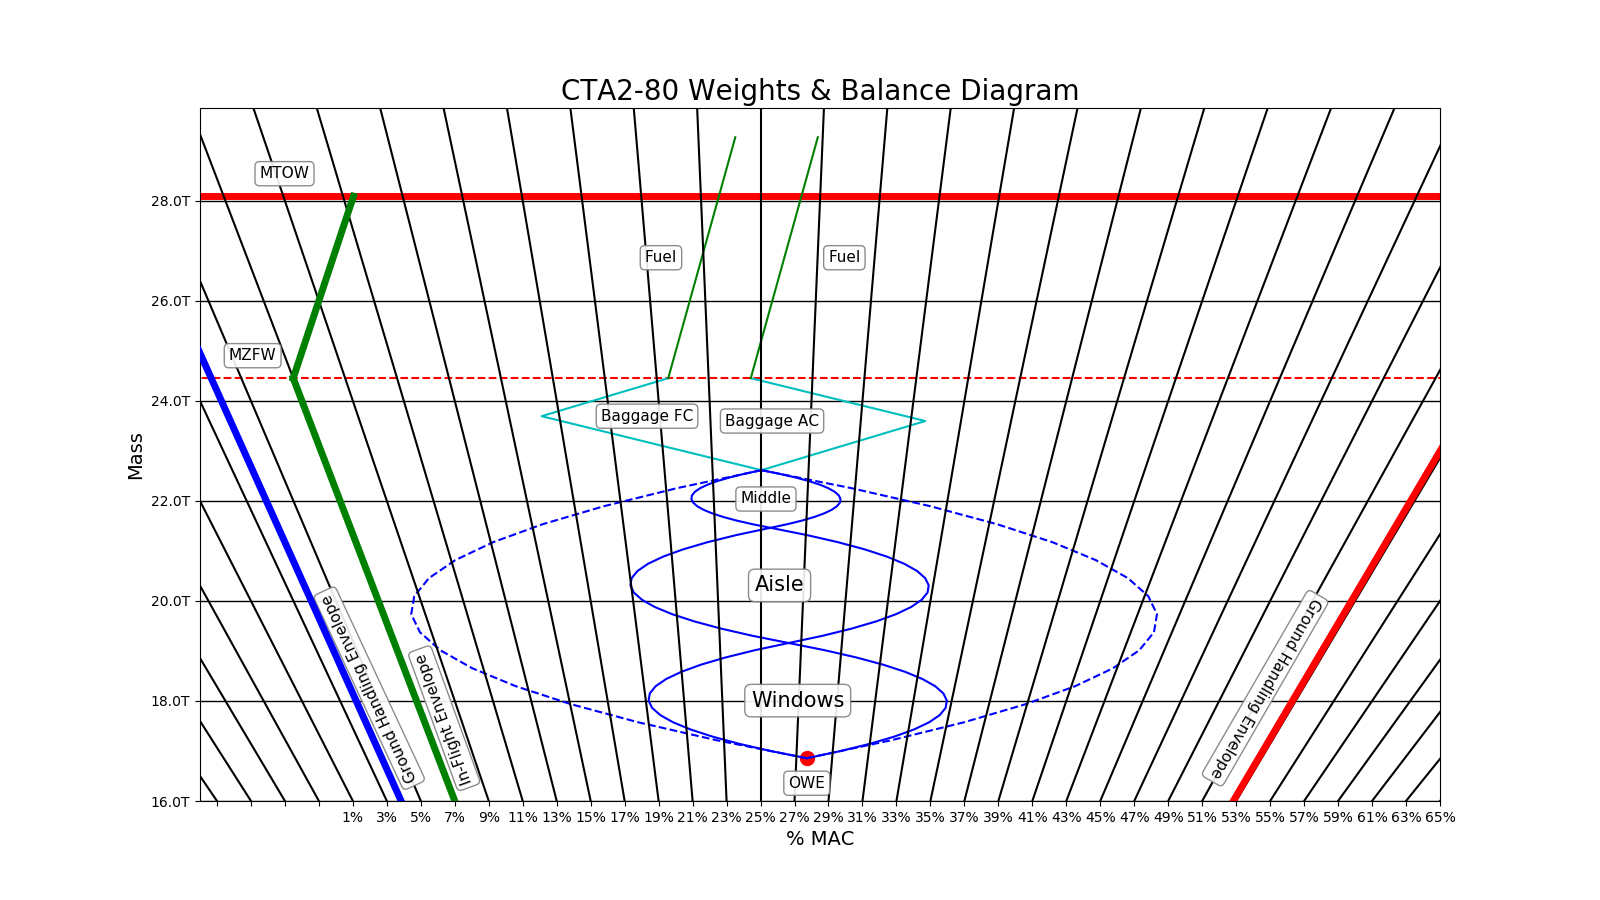 CTA2-80 Weights & Balance Diagram
MTOW
28.0T
Fuel
Fuel
26.0T
MZFW
24.0T
Baggage FC
Baggage AC
Mass
22.0T
Middle
Aisle
20.0T
Ground Handling Envelope
In-Flight Envelope
Ground Handling Envelope
18.0T
Windows
OWE
16.0T
1% 3% 5% 7% 9% 11% 13% 15% 17% 19% 21% 23% 25% 27% 29% 31% 33% 35% 37% 39% 41% 43% 45% 47% 49% 51% 53% 55% 57% 59% 61% 63% 65%
% MAC